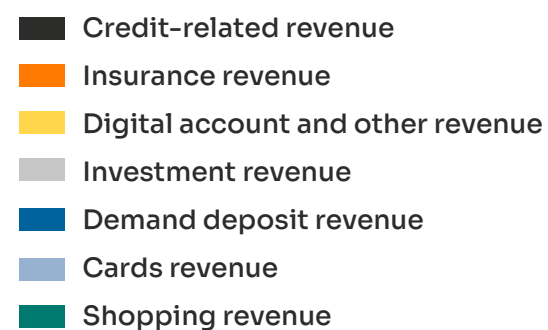 Credit-related revenue
Insurance revenue
Digital account and other revenue
Investment revenue
Demand deposit revenue
Cards revenue
Shopping revenue